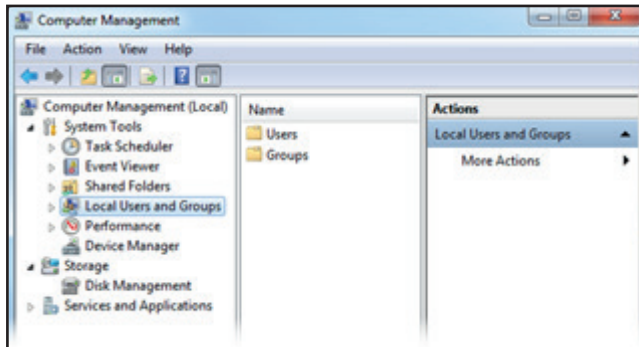 Computer Management
File Action View Help
Computer Management (Local)
System Tools
Task Scheduler
Event Viewer
Shared Folders
Local Users and Groups
Performance
Device Manager
Storage
Disk Management
Services and Applications
Name
Users
Groups
Actions
Local Users and Groups
More Actions